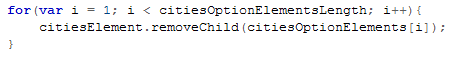 for(var i = 1; i < citiesOptionElementsLength; i++){
    citiesElement.removeChild(citiesOptionElements[i]);
}